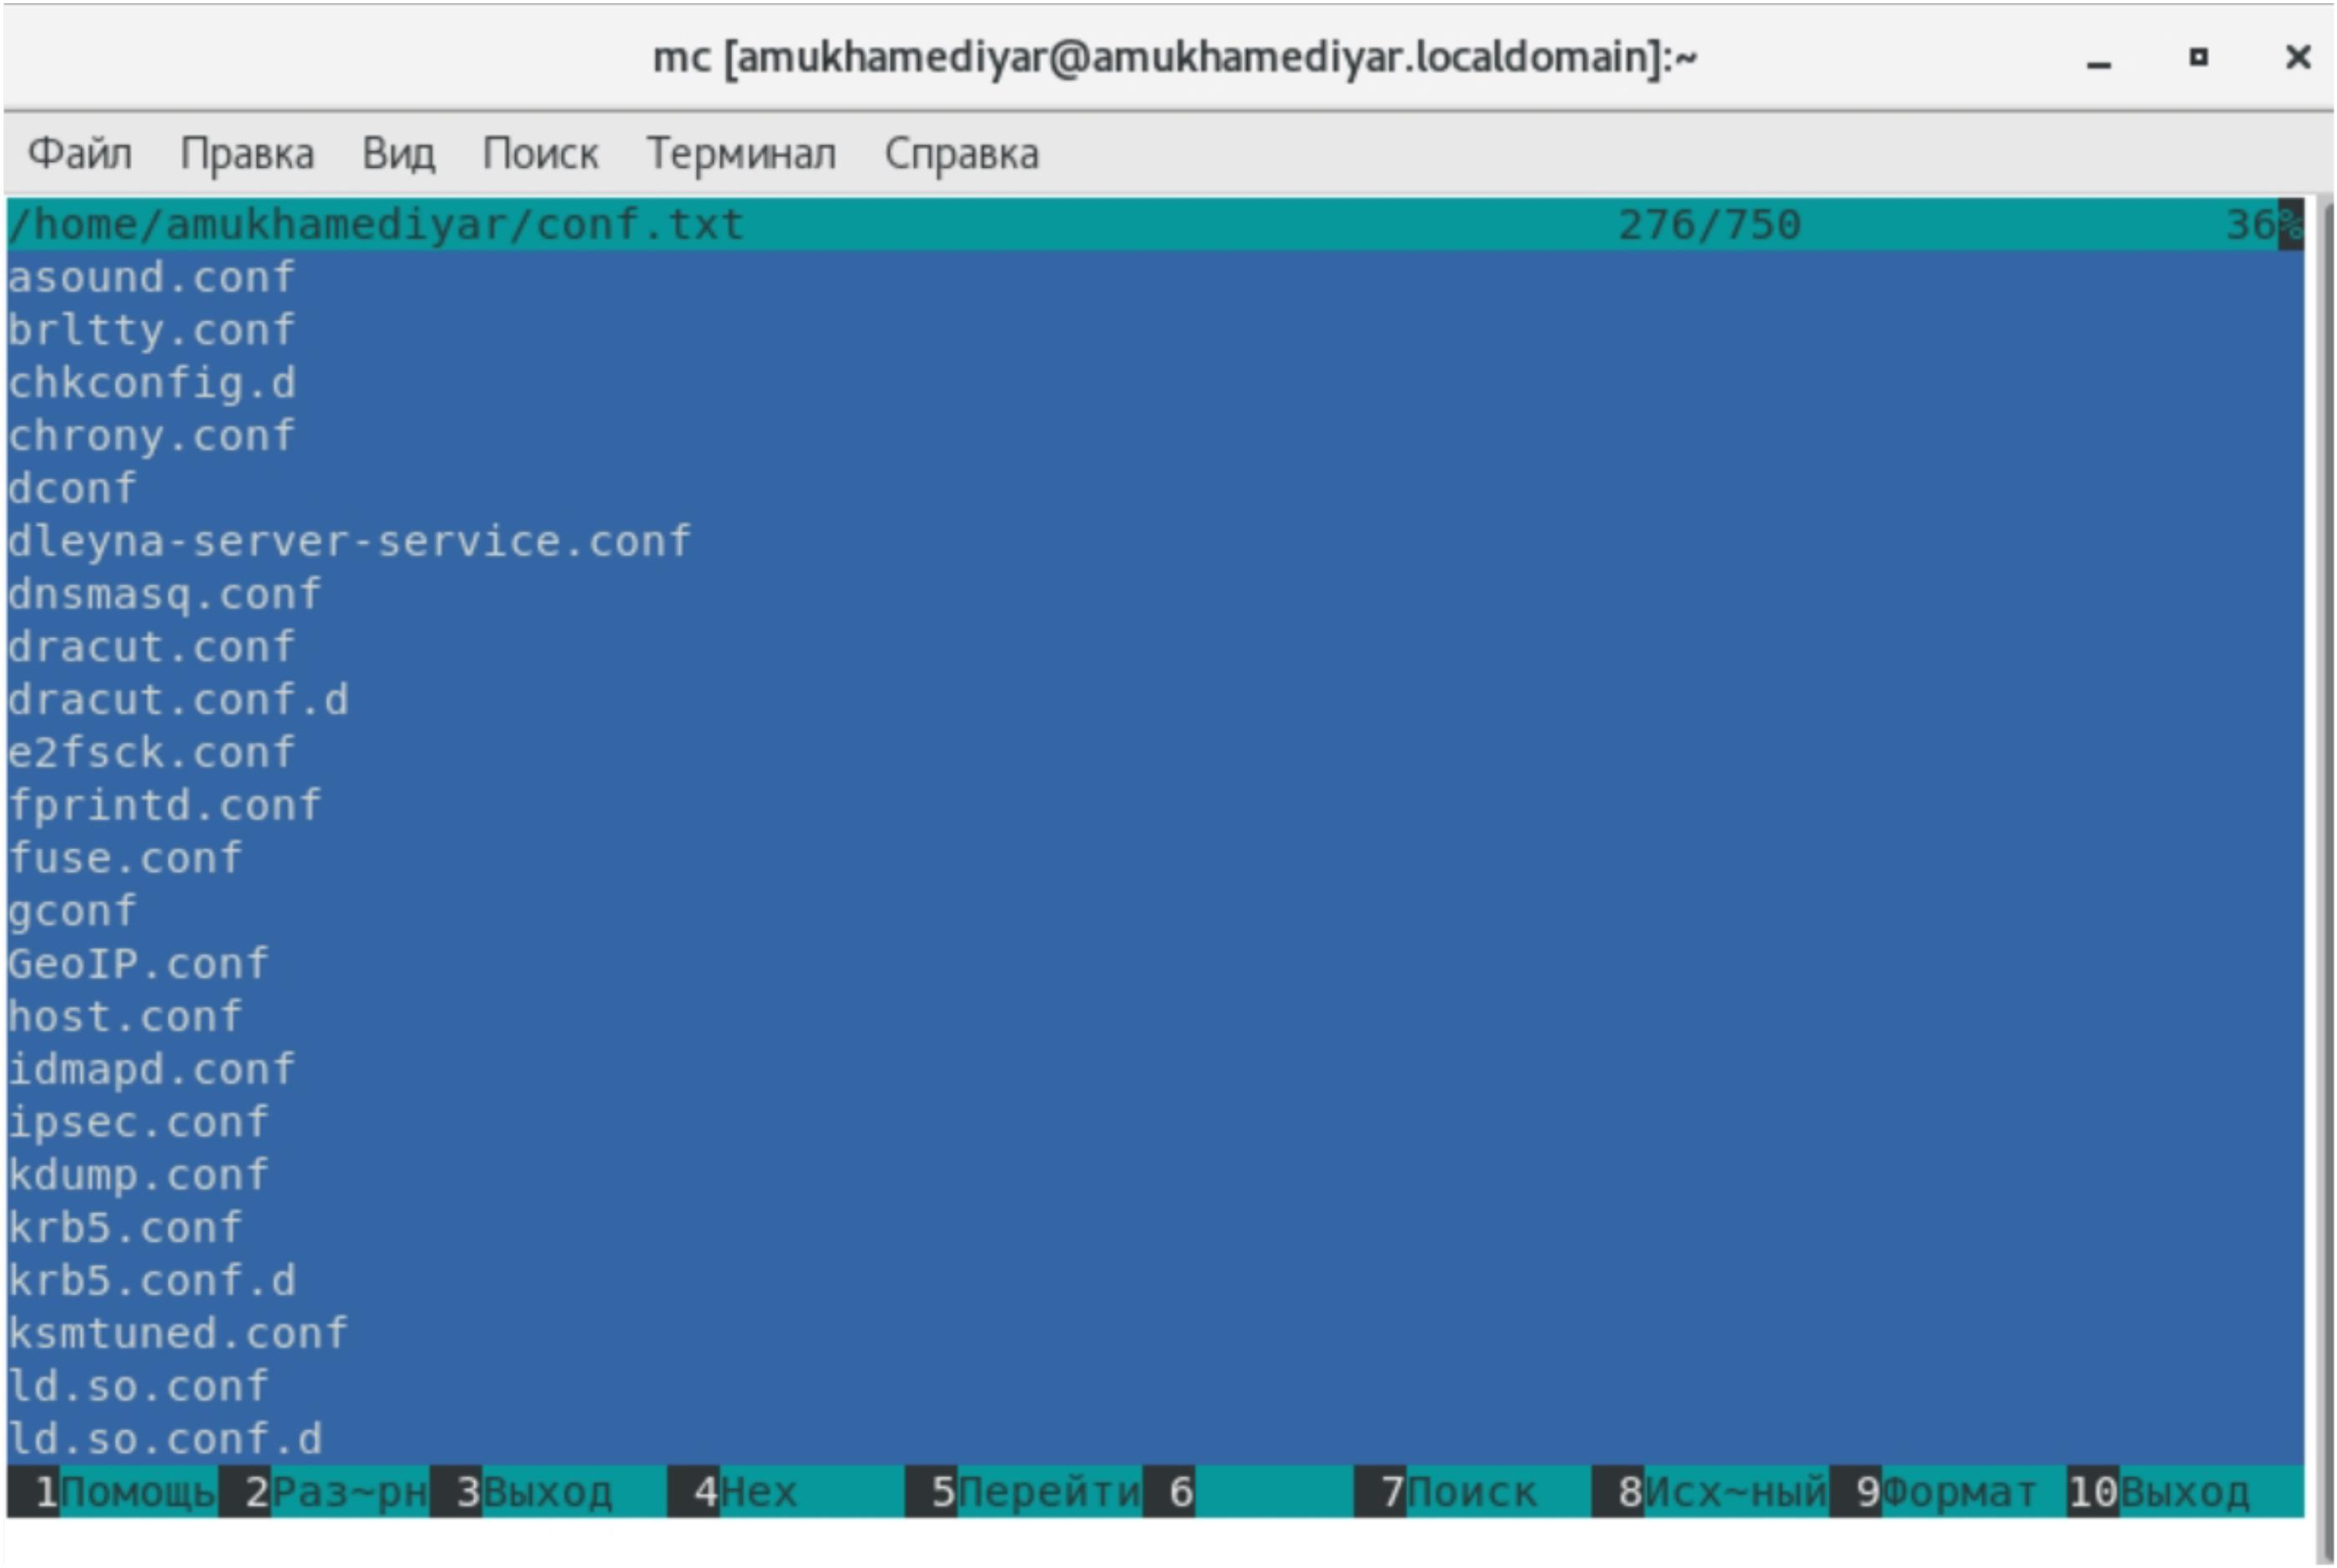 mc [amukhamediyar@amukhamediyar.localdomain]:~
Файл Правка Вид Поиск Терминал Справка
/home/amukhamediyar/conf.txt 276/750 36%
asound.conf
brltty.conf
chkconfig.d
chrony.conf
dconf
dleyna-server-service.conf
dnsmasq.conf
dracut.conf
dracut.conf.d
e2fsck.conf
fprintd.conf
fuse.conf
gconf
GeoIP.conf
host.conf
idmapd.conf
ipsec.conf
kdump.conf
krb5.conf
krb5.conf.d
ksmtuned.conf
ld.so.conf
ld.so.conf.d
1Помощь 2Раз~рн 3Выход 4Hex 5Перейти 6 7Поиск 8Исх~ный 9Формат 10Выход